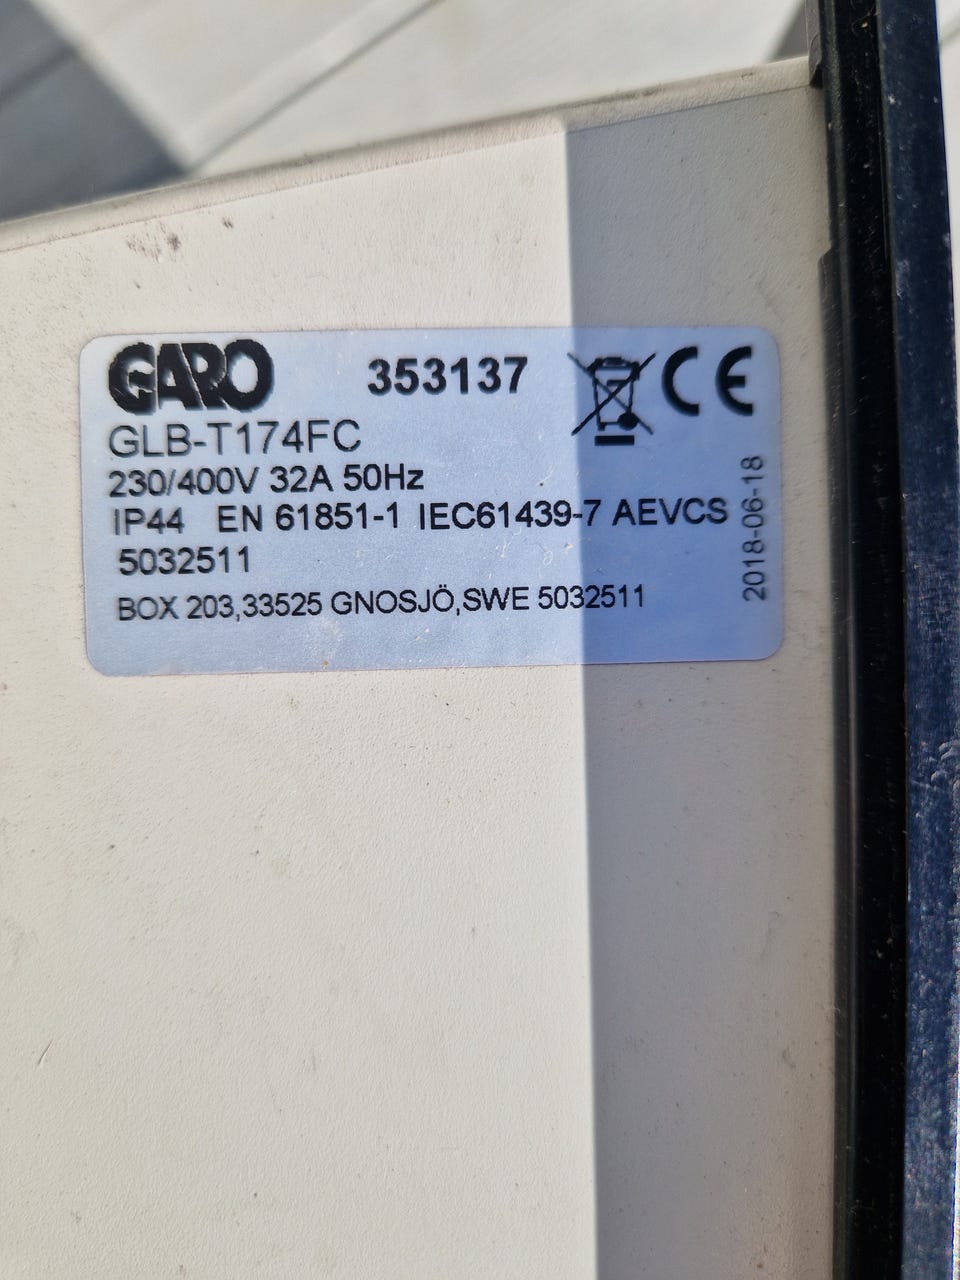 GARO 353137 CE
GLB-T174FC
230/400V 32A 50Hz
IP44 EN 61851-1 IEC61439-7 AEVCS
5032511
BOX 203,33525 GNOSJÖ,SWE 5032511
2018-06-18